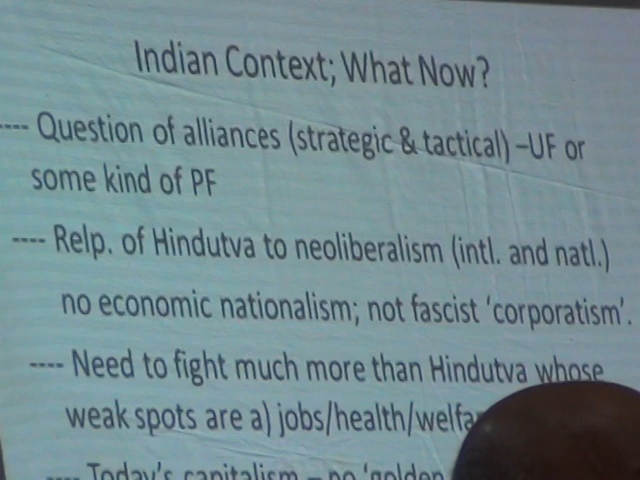 Indian Context; What Now?
---- Question of alliances (strategic & tactical) –UF or
some kind of PF
---- Relp. of Hindutva to neoliberalism (intl. and natl.)
no economic nationalism; not fascist 'corporatism'.
---- Need to fight much more than Hindutva whose
weak spots are a) jobs/health/welfa
---- Today's capitalism – no 'golden